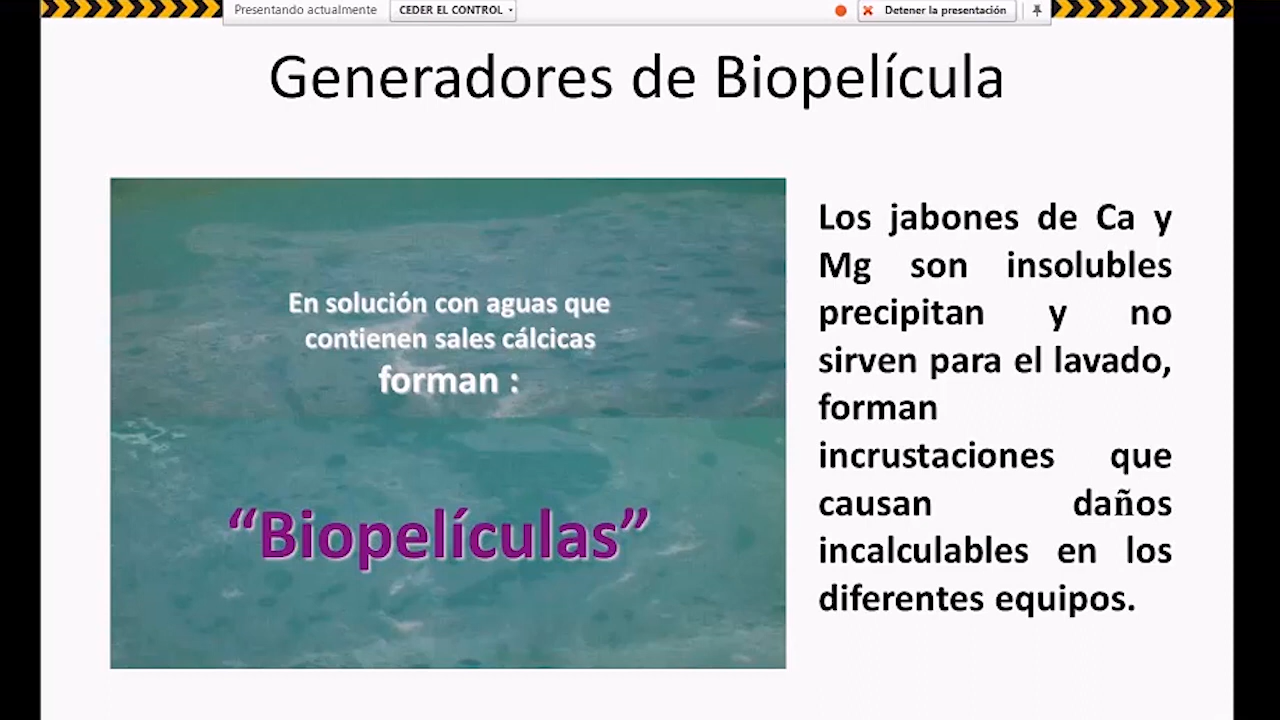 Presentando actualmente
CEDER EL CONTROL
Detener la presentación
Generadores de Biopelícula
En solución con aguas que
contienen sales cálcicas
forman :
“Biopelículas”
Los jabones de Ca y
Mg son insolubles
precipitan y no
sirven para el lavado,
forman
incrustaciones que
causan daños
incalculables en los
diferentes equipos.